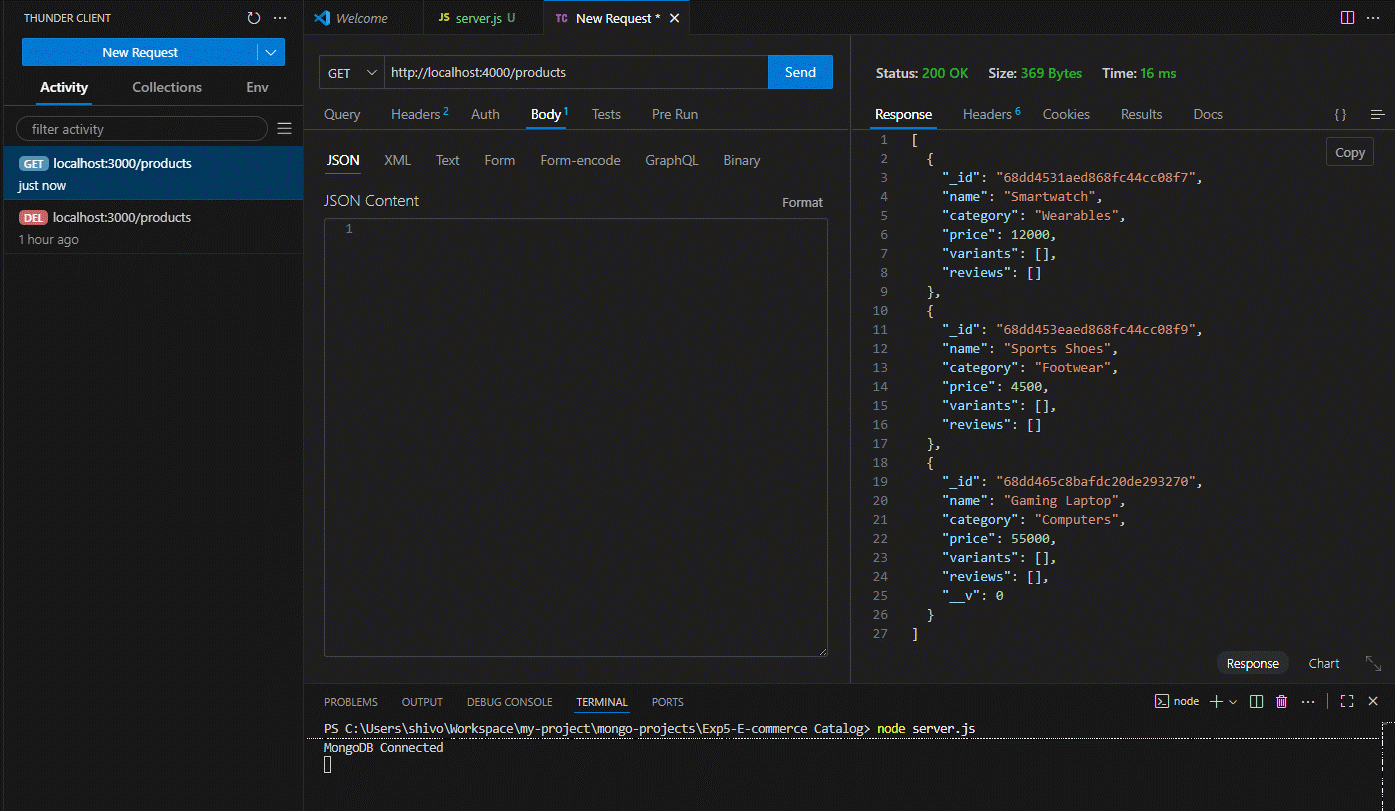 THUNDER CLIENT
New Request
Activity Collections Env
filter activity
GET localhost:3000/products
just now
DEL localhost:3000/products
1 hour ago
Welcome JS server.js U TC New Request *
GET http://localhost:4000/products Send
Query Headers 2 Auth Body 1 Tests Pre Run
JSON XML Text Form Form-encode GraphQL Binary
JSON Content Format
1
Status: 200 OK Size: 369 Bytes Time: 16 ms
Response Headers 6 Cookies Results Docs { }
Copy
1 [
2 {
3 "_id": "68dd4531aed868fc44cc08f7",
4 "name": "Smartwatch",
5 "category": "Wearables",
6 "price": 12000,
7 "variants": [],
8 "reviews": []
9 },
10 {
11 "_id": "68dd453eaed868fc44cc08f9",
12 "name": "Sports Shoes",
13 "category": "Footwear",
14 "price": 4500,
15 "variants": [],
16 "reviews": []
17 },
18 {
19 "_id": "68dd465c8bafdc20de293270",
20 "name": "Gaming Laptop",
21 "category": "Computers",
22 "price": 55000,
23 "variants": [],
24 "reviews": [],
25 "__v": 0
26 }
27 ]
Response Chart
PROBLEMS OUTPUT DEBUG CONSOLE TERMINAL PORTS node
PS C:\Users\shivo\Workspace\my-project\mongo-projects\Exp5-E-commerce Catalog> node server.js
MongoDB Connected